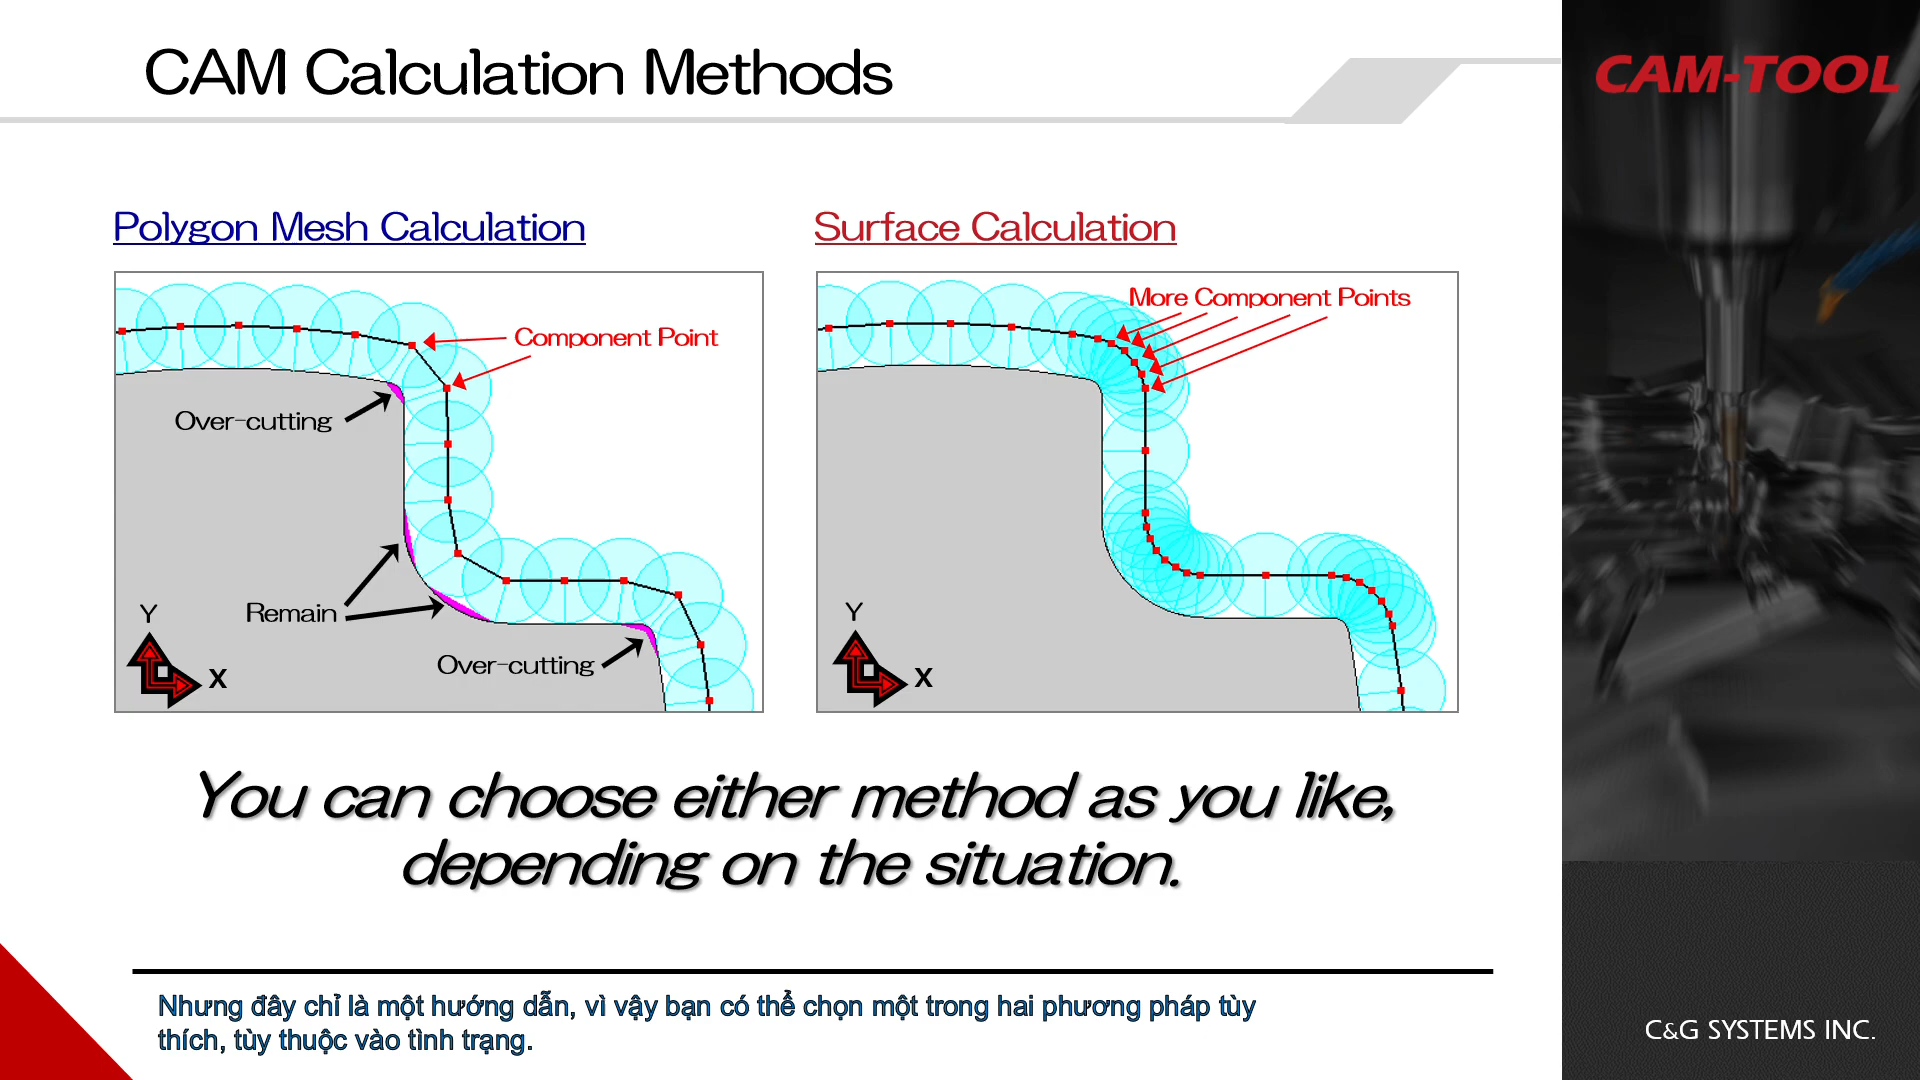 CAM Calculation Methods
CAM-TOOL
Polygon Mesh Calculation
Surface Calculation
Component Point
Over-cutting
Remain
Over-cutting
Y
X
More Component Points
Y
X
You can choose either method as you like,
depending on the situation.
Nhưng đây chỉ là một hướng dẫn, vì vậy bạn có thể chọn một trong hai phương pháp tùy
thích, tùy thuộc vào tình trạng.
C&G SYSTEMS INC.